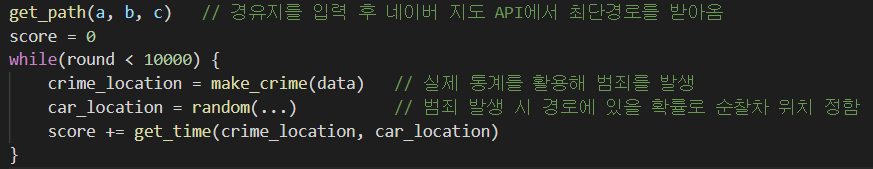 get_path(a, b, c)   // 경유지를 입력 후 네이버 지도 API에서 최단경로를 받아옴
score = 0
while(round < 10000) {
    crime_location = make_crime(data)   // 실제 통계를 활용해 범죄를 발생
    car_location = random(...)          // 범죄 발생 시 경로에 있을 확률로 순찰차 위치 정함
    score += get_time(crime_location, car_location)
}